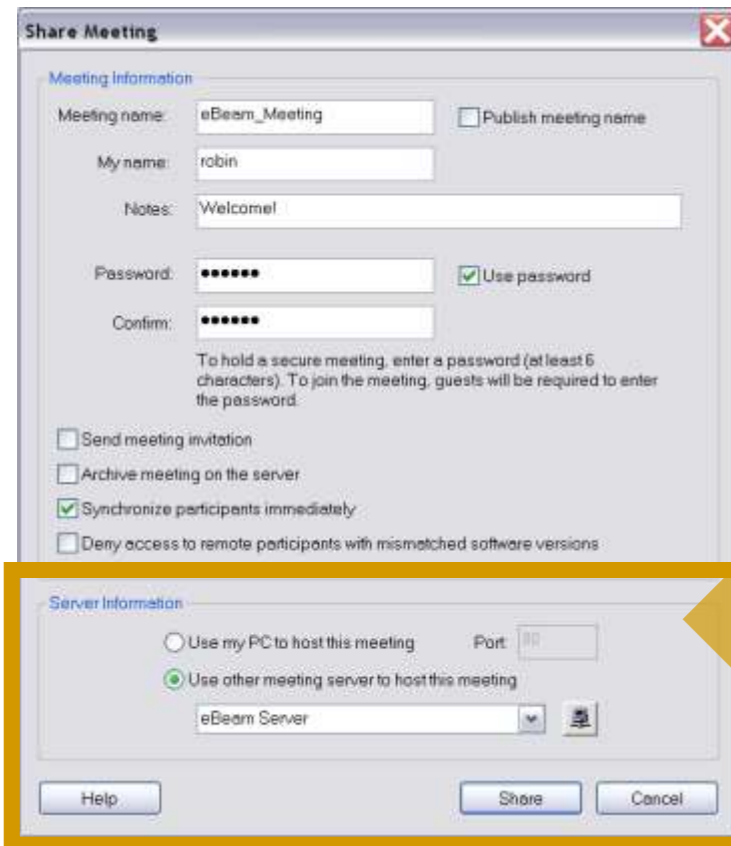 Share Meeting
Meeting Information
Meeting name: eBeam_Meeting Publish meeting name
My name: robin
Notes: Welcome!
Password: ●●●●●● Use password
Confirm: ●●●●●●
To hold a secure meeting, enter a password (at least 6
characters). To join the meeting, guests will be required to enter
the password.
Send meeting invitation
Archive meeting on the server
Synchronize participants immediately
Deny access to remote participants with mismatched software versions
Server Information
Use my PC to host this meeting Port 80
Use other meeting server to host this meeting
eBeam Server
Help Share Cancel